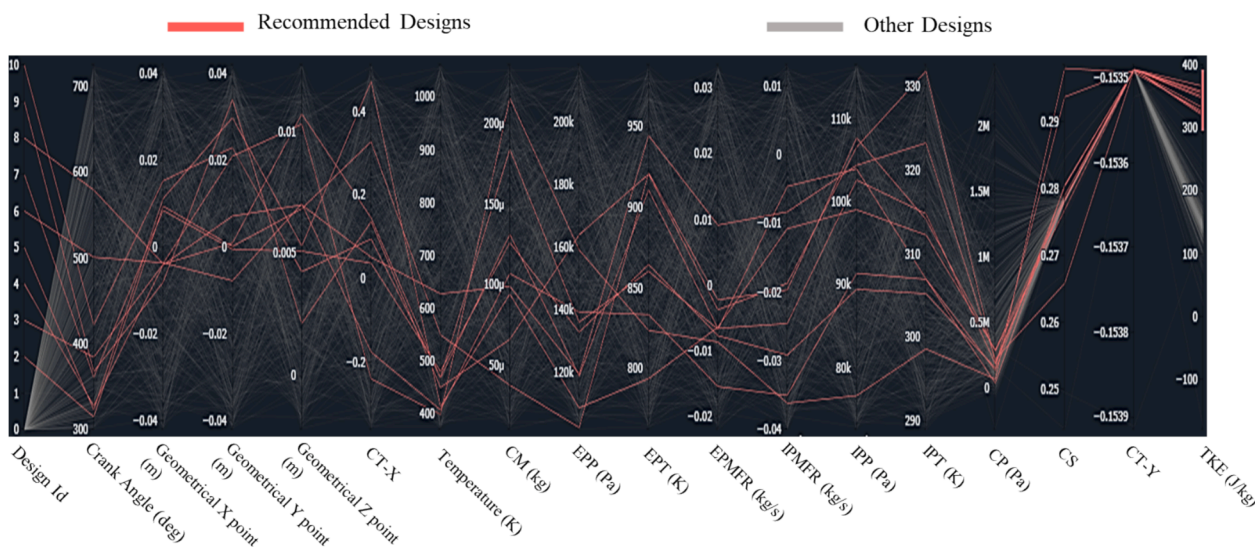 Recommended Designs
Other Designs
10
9
8
7
6
5
4
3
2
1
0
700
600
500
400
300
0.04
0.02
0
−0.02
−0.04
0.04
0.02
0
−0.02
−0.04
0.01
0.005
0
0.4
0.2
0
−0.2
1000
900
800
700
600
500
400
200µ
150µ
100µ
50µ
200k
180k
160k
140k
120k
950
900
850
800
0.03
0.02
0.01
0
−0.01
−0.02
0.01
0
−0.01
−0.02
−0.03
−0.04
110k
100k
90k
80k
330
320
310
300
290
2M
1.5M
1M
0.5M
0
0.29
0.28
0.27
0.26
0.25
−0.1535
−0.1536
−0.1537
−0.1538
−0.1539
400
300
200
100
0
−100
Design Id
Crank Angle (deg)
Geometrical X point
(m)
Geometrical Y point
(m)
Geometrical Z point
(m)
CT-X
Temperature (K)
CM (kg)
EPP (Pa)
EPT (K)
EPMFR (kg/s)
IPMFR (kg/s)
IPP (Pa)
IPT (K)
CP (Pa)
CS
CT-Y
TKE (J/kg)